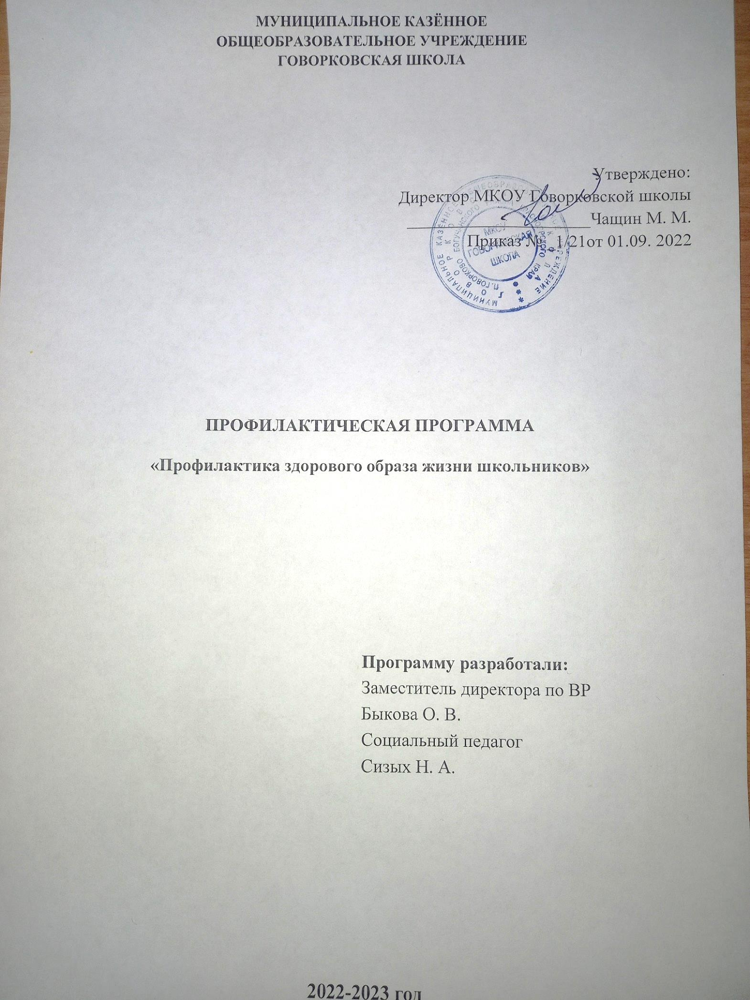 МУНИЦИПАЛЬНОЕ КАЗЁННОЕ
ОБЩЕОБРАЗОВАТЕЛЬНОЕ УЧРЕЖДЕНИЕ
ГОВОРКОВСКАЯ ШКОЛА
Утверждено:
Директор МКОУ Говорковской школы
Чащин М. М.
Приказ № 1/21от 01.09. 2022
МКОУ
ГОВОРКОВСКАЯ
ШКОЛА
ПРОФИЛАКТИЧЕСКАЯ ПРОГРАММА
«Профилактика здорового образа жизни школьников»
Программу разработали:
Заместитель директора по ВР
Быкова О. В.
Социальный педагог
Сизых Н. А.
2022-2023 год